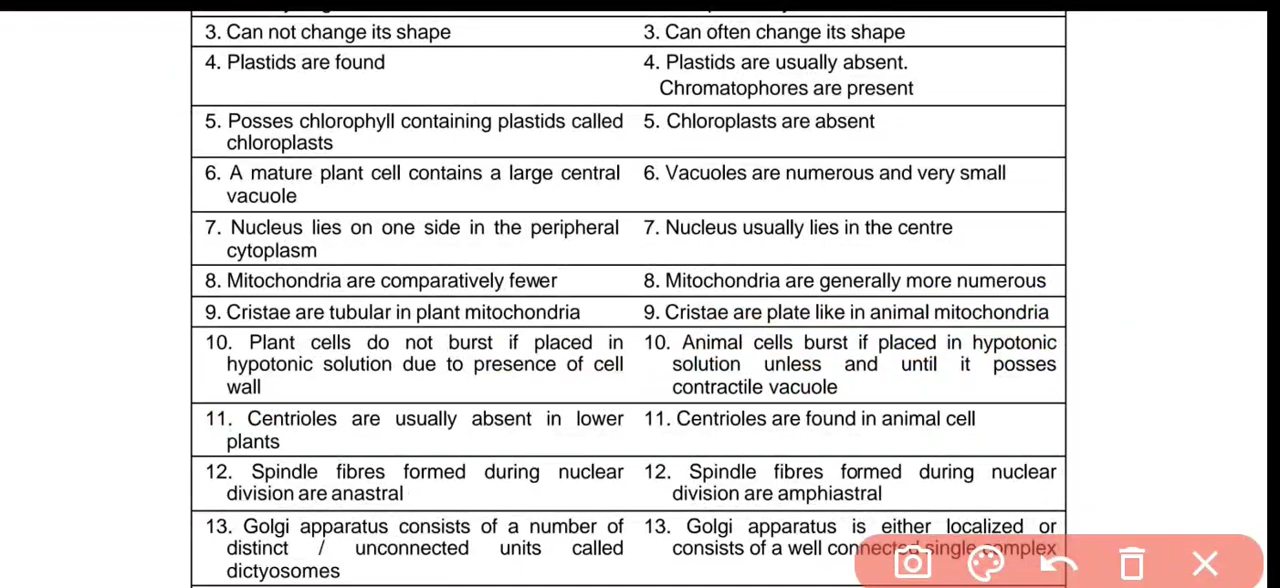 3. Can not change its shape
3. Can often change its shape
4. Plastids are found
4. Plastids are usually absent.
Chromatophores are present
5. Posses chlorophyll containing plastids called
chloroplasts
5. Chloroplasts are absent
6. A mature plant cell contains a large central
vacuole
6. Vacuoles are numerous and very small
7. Nucleus lies on one side in the peripheral
cytoplasm
7. Nucleus usually lies in the centre
8. Mitochondria are comparatively fewer
8. Mitochondria are generally more numerous
9. Cristae are tubular in plant mitochondria
9. Cristae are plate like in animal mitochondria
10. Plant cells do not burst if placed in
hypotonic solution due to presence of cell
wall
10. Animal cells burst if placed in hypotonic
solution unless and until it posses
contractile vacuole
11. Centrioles are usually absent in lower
plants
11. Centrioles are found in animal cell
12. Spindle fibres formed during nuclear
division are anastral
12. Spindle fibres formed during nuclear
division are amphiastral
13. Golgi apparatus consists of a number of
distinct / unconnected units called
dictyosomes
13. Golgi apparatus is either localized or
consists of a well connected single complex